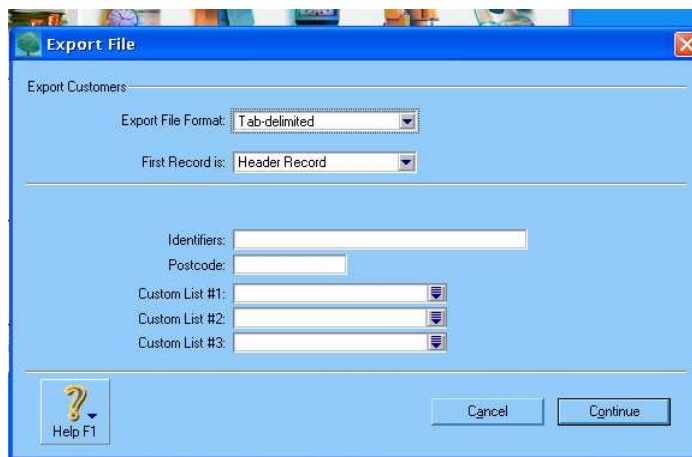 Export File
Export Customers
Export File Format: Tab-delimited
First Record is: Header Record
Identifiers:
Postcode:
Custom List #1:
Custom List #2:
Custom List #3:
Help F1
Cancel
Continue